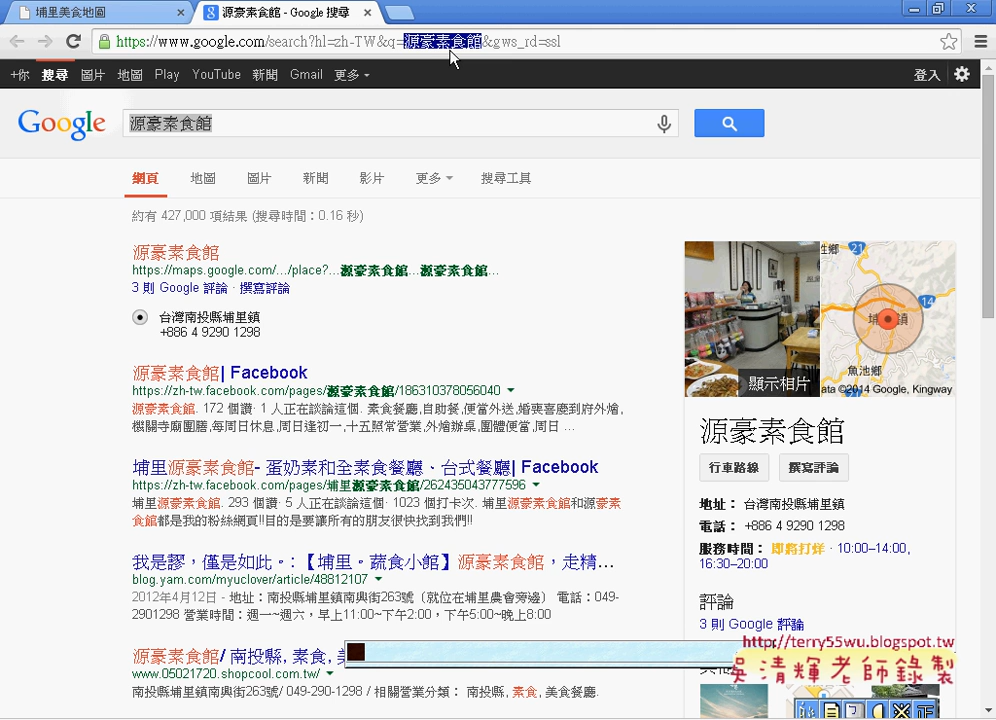 埔里美食地圖
源豪素食館 - Google 搜尋
https://www.google.com/search?hl=zh-TW&q=源豪素食館&gws_rd=ssl
+你 搜尋 圖片 地圖 Play YouTube 新聞 Gmail 更多 登入
Google 源豪素食館
網頁 地圖 圖片 新聞 影片 更多 搜尋工具
約有 427,000 項結果 (搜尋時間：0.16 秒)
源豪素食館
https://maps.google.com/.../place?...源豪素食館...源豪素食館...
3 則 Google 評論 · 撰寫評論
台灣南投縣埔里鎮
+886 4 9290 1298
源豪素食館| Facebook
https://zh-tw.facebook.com/pages/源豪素食館/186310378056040
源豪素食館. 172 個讚· 1 人正在談論這個. 素食餐廳,自助餐,便當外送,婚喪喜慶到府外燴,
機關寺廟團膳,每周日休息,周日逢初一,十五照常營業,外燴辦桌,團體便當,周日 ...
埔里源豪素食館- 蛋奶素和全素食餐廳、台式餐廳| Facebook
https://zh-tw.facebook.com/pages/埔里源豪素食館/262435043777596
埔里源豪素食館. 293 個讚· 5 人正在談論這個· 1023 個打卡次. 埔里源豪素食館和源豪素
食館都是我的粉絲網頁!!目的是要讓所有的朋友很快找到我們!!
我是謬，僅是如此。:【埔里。蔬食小館】源豪素食館，走精...
blog.yam.com/myuclover/article/48812107
2012年4月12日 - 地址：南投縣埔里鎮南興街263號〔就位在埔里農會旁邊〕 電話：049-
2901298 營業時間：週一~週六，早上11:00~下午2:00，下午5:00~晚上8:00
源豪素食館/ 南投縣, 素食,
www.05021720.shopcool.com.tw/
南投縣埔里鎮南興街263號/ 049-290-1298 / 相關營業分類： 南投縣, 素食, 美食餐廳.
性鄉
21
14
埔 鎮
魚池鄉
顯示相片
ata ©2014 Google, Kingway
源豪素食館
行車路線 撰寫評論
地址： 台灣南投縣埔里鎮
電話： +886 4 9290 1298
服務時間： 即將打烊 · 10:00–14:00,
16:30–20:00
評論
3 則 Google 評論
http://terry55wu.blogspot.tw
吳清輝老師錄製